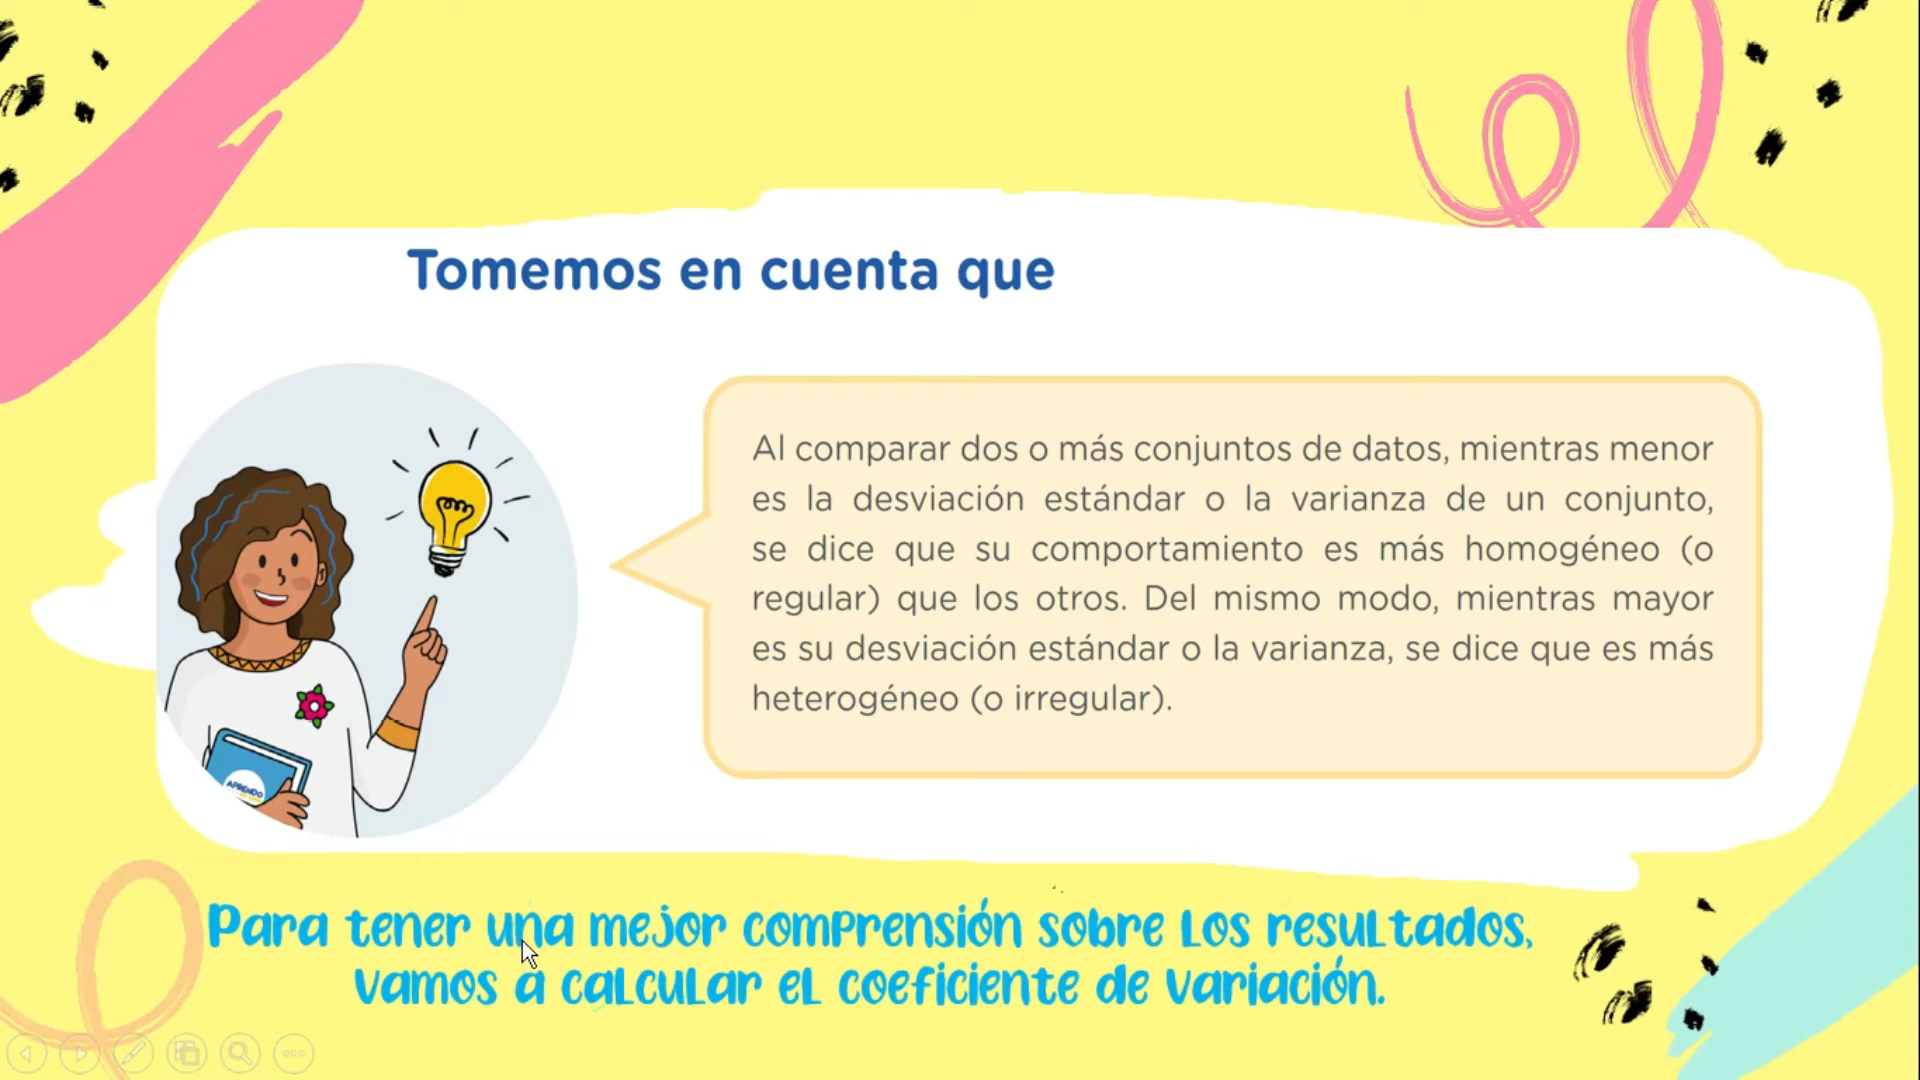 Tomemos en cuenta que
Al comparar dos o más conjuntos de datos, mientras menor
es la desviación estándar o la varianza de un conjunto,
se dice que su comportamiento es más homogéneo (o
regular) que los otros. Del mismo modo, mientras mayor
es su desviación estándar o la varianza, se dice que es más
heterogéneo (o irregular).
APRENDO
Para tener una mejor comprensión sobre los resultados,
vamos a calcular el coeficiente de variación.